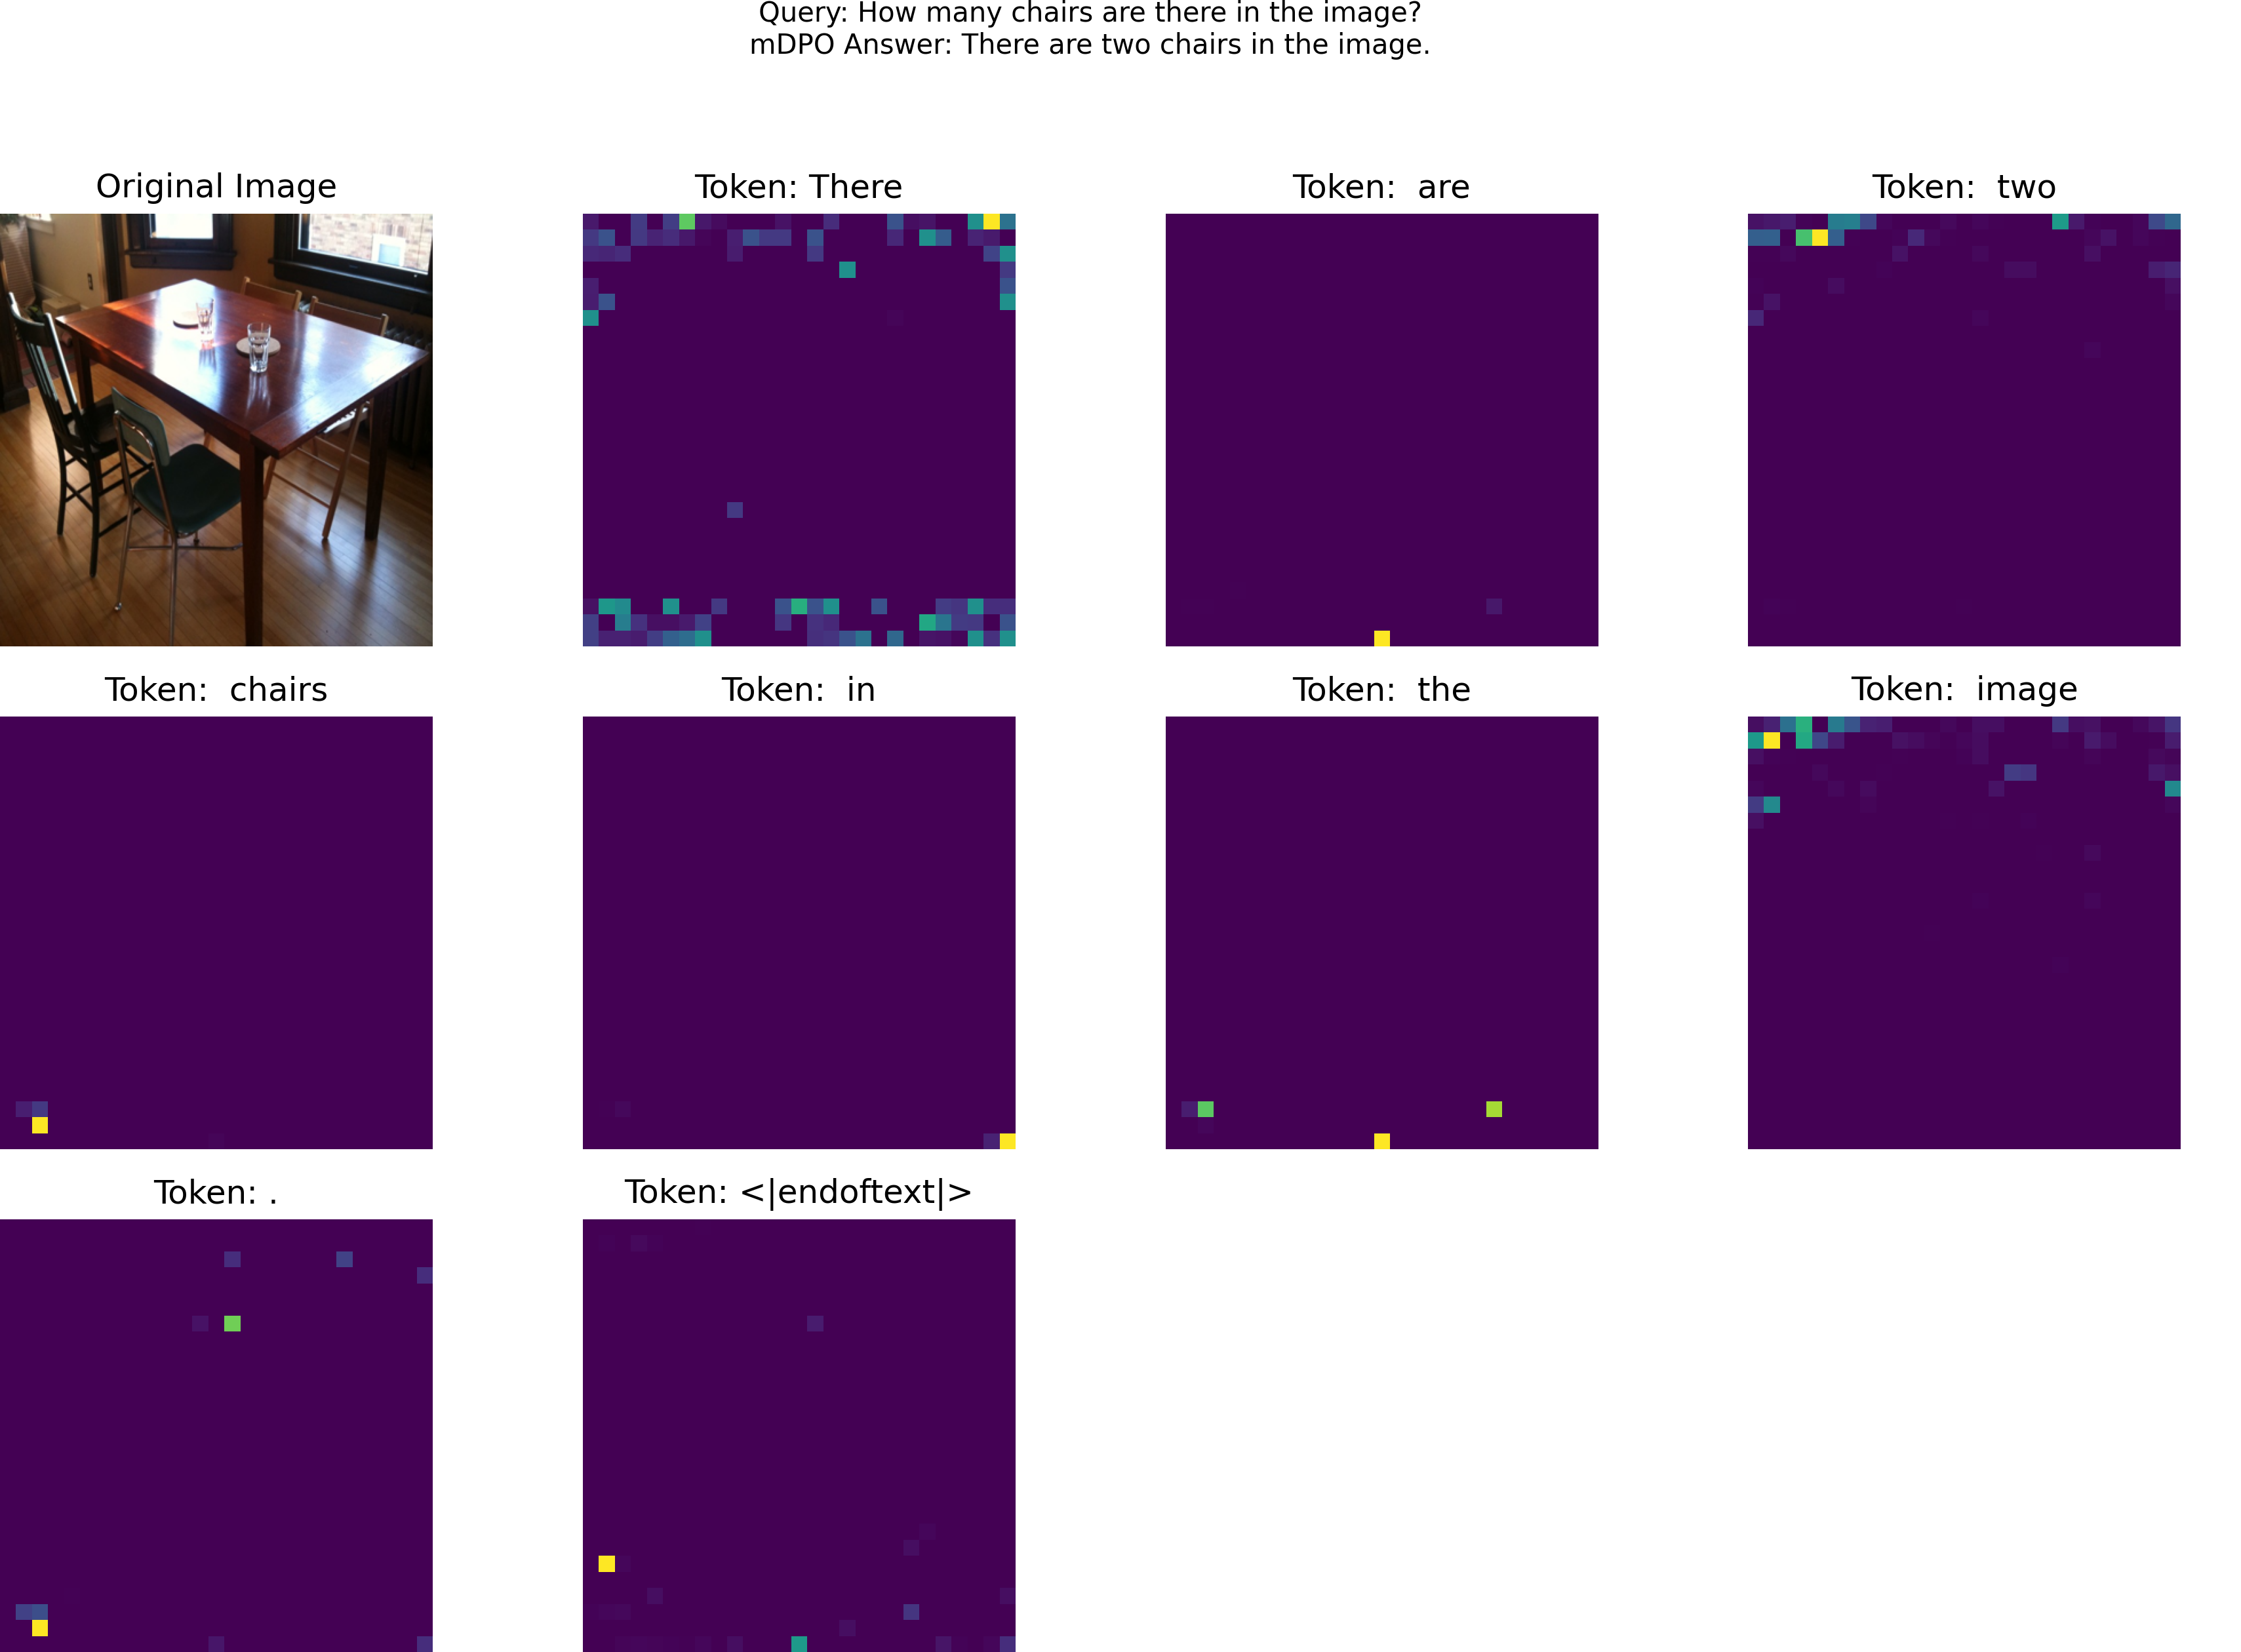 Query: How many chairs are there in the image?
mDPO Answer: There are two chairs in the image.
Original Image
Token: There
Token:  are
Token:  two
Token:  chairs
Token:  in
Token:  the
Token:  image
Token: .
Token: <|endoftext|>